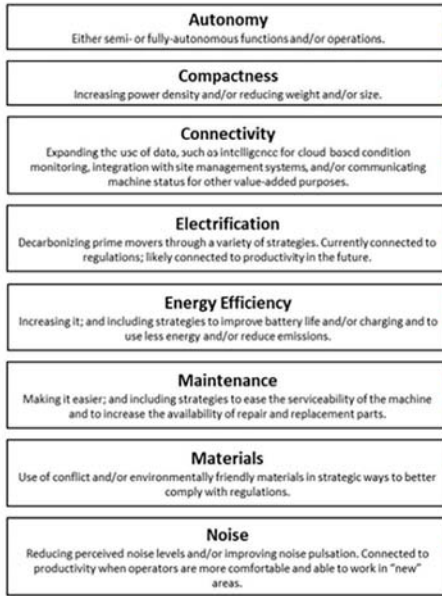 Autonomy
Either semi- or fully-autonomous functions and/or operations.
Compactness
Increasing power density and/or reducing weight and/or size.
Connectivity
Expanding the use of data, such as intelligence for cloud based condition
monitoring, integration with site management systems, and/or communicating
machine status for other value-added purposes.
Electrification
Decarbonizing prime movers through a variety of strategies. Currently connected to
regulations; likely connected to productivity in the future.
Energy Efficiency
Increasing it; and including strategies to improve battery life and/or charging and to
use less energy and/or reduce emissions.
Maintenance
Making it easier; and including strategies to ease the serviceability of the machine
and to increase the availability of repair and replacement parts.
Materials
Use of conflict and/or environmentally friendly materials in strategic ways to better
comply with regulations.
Noise
Reducing perceived noise levels and/or improving noise pulsation. Connected to
productivity when operators are more comfortable and able to work in “new”
areas.